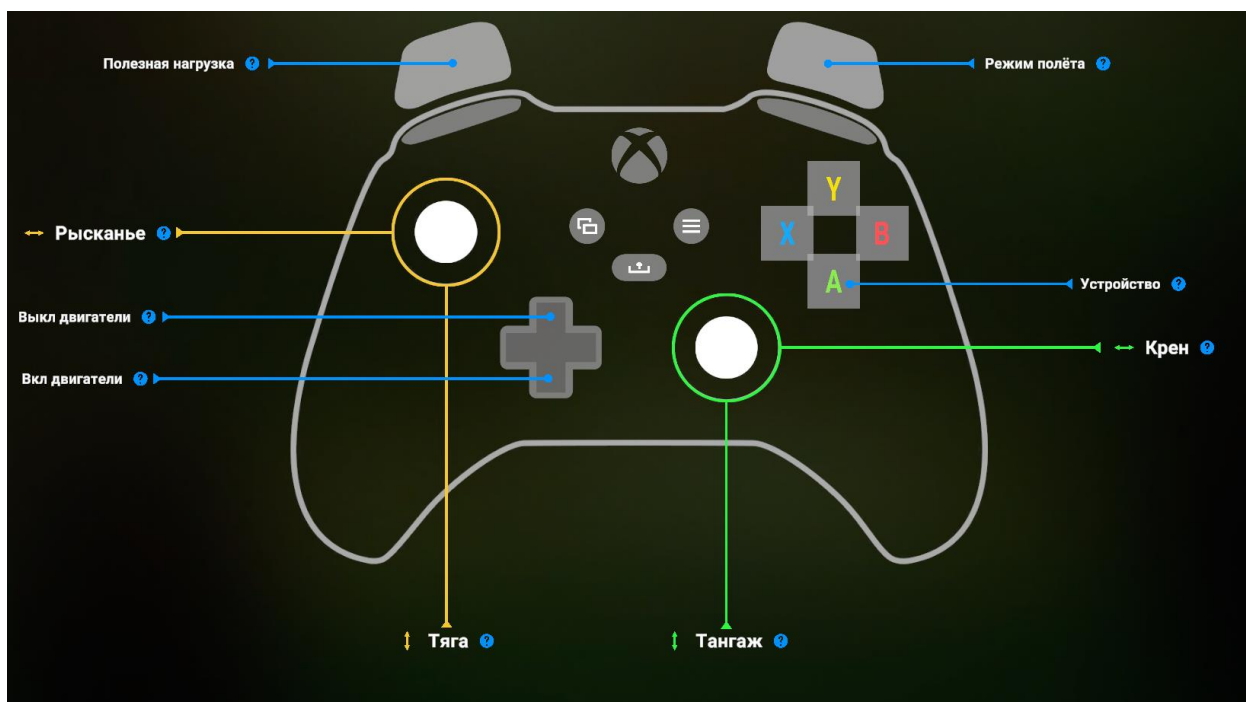 Полезная нагрузка ?
Режим полёта ?
Y
Рысканье ?
X
B
A
Устройство ?
Выкл двигатели ?
Крен ?
Вкл двигатели ?
Тяга ?
Тангаж ?